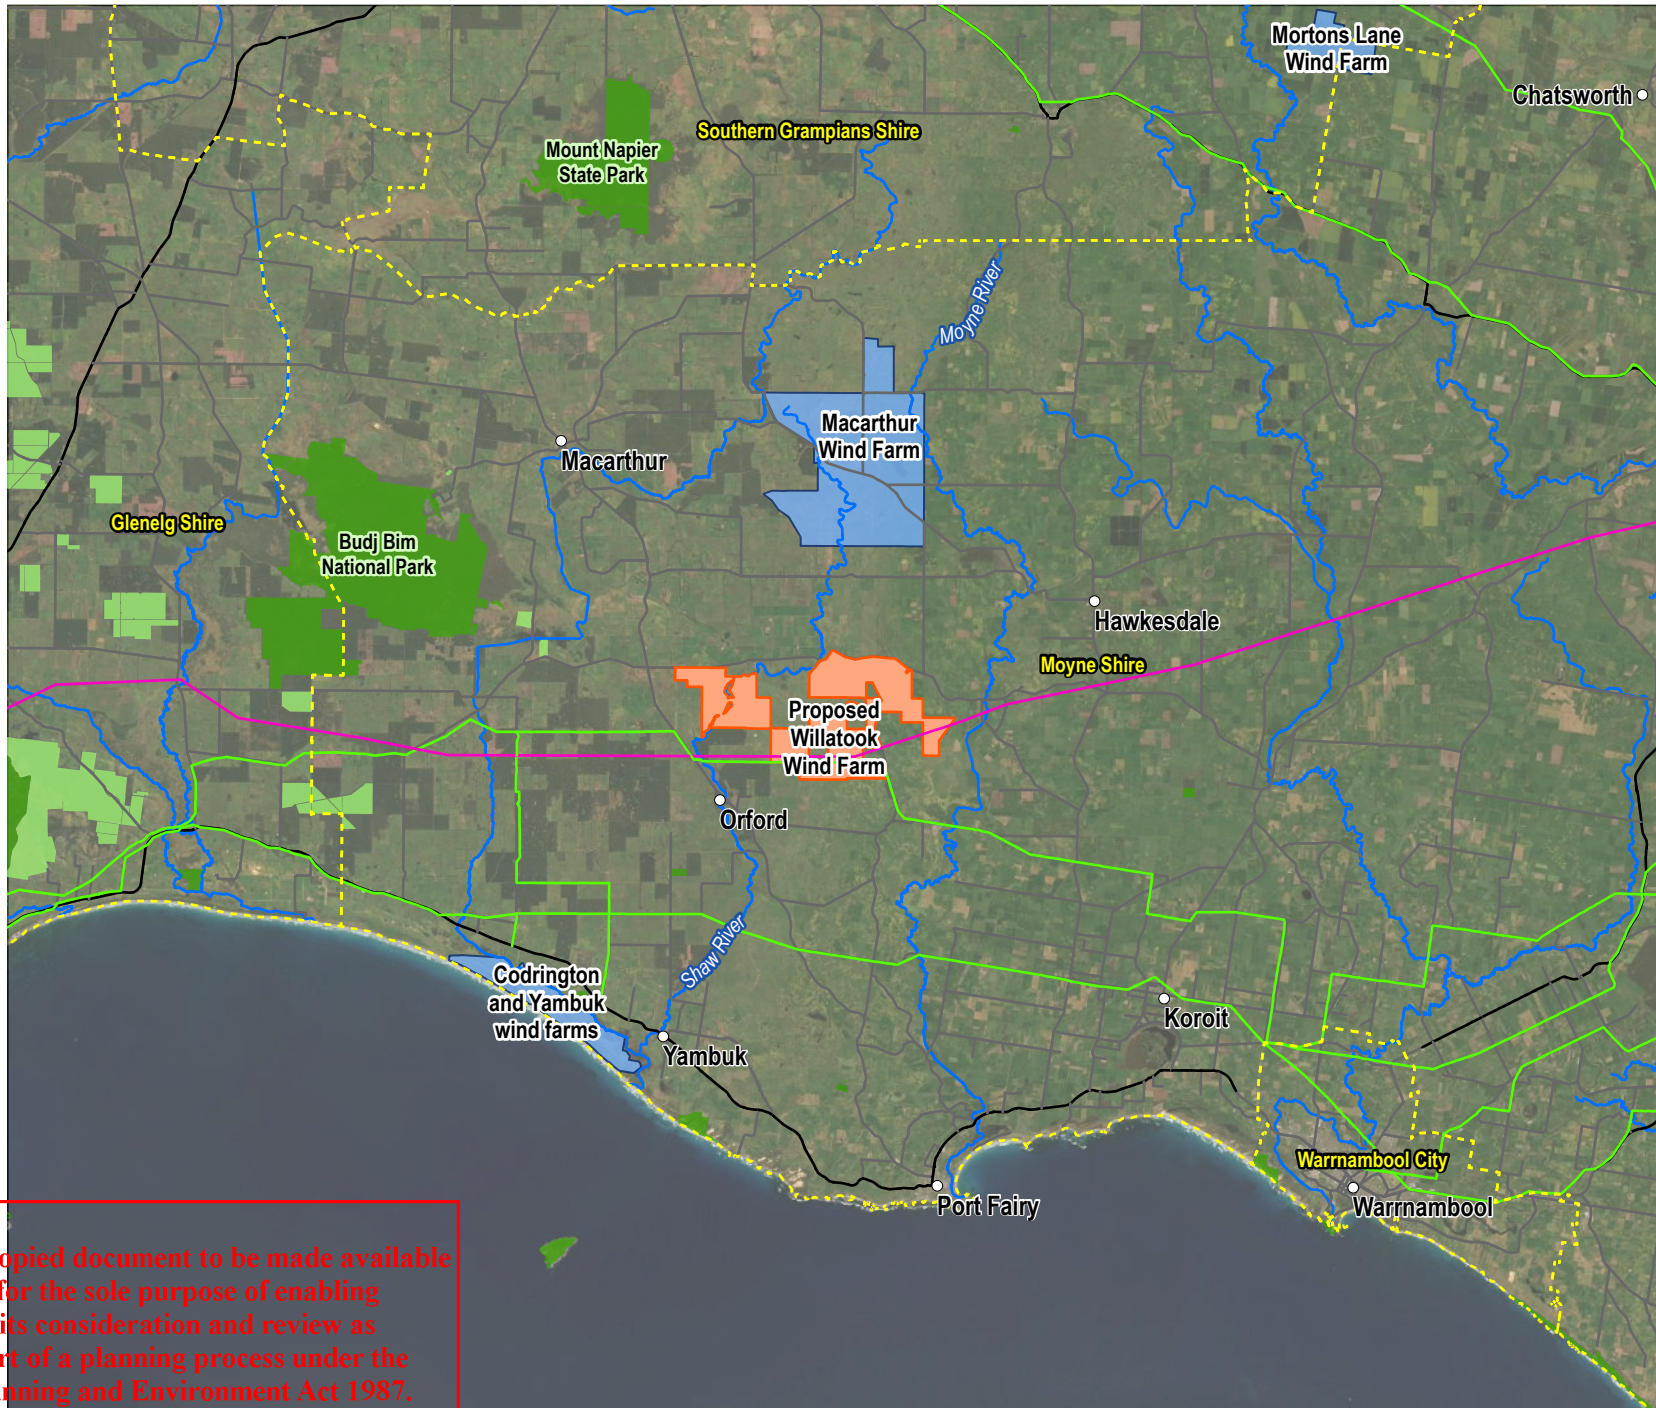 Mortons Lane
Wind Farm
Chatsworth
Southern Grampians Shire
Mount Napier
State Park
Moyne River
Macarthur
Wind Farm
Macarthur
Glenelg Shire
Budj Bim
National Park
Hawkesdale
Moyne Shire
Proposed
Willatook
Wind Farm
Orford
Shaw River
Codrington
and Yambuk
wind farms
Koroit
Yambuk
Warrnambool City
Port Fairy
Warrnambool
opied document to be made available
for the sole purpose of enabling
its consideration and review as
rt of a planning process under the
nning and Environment Act 1987.